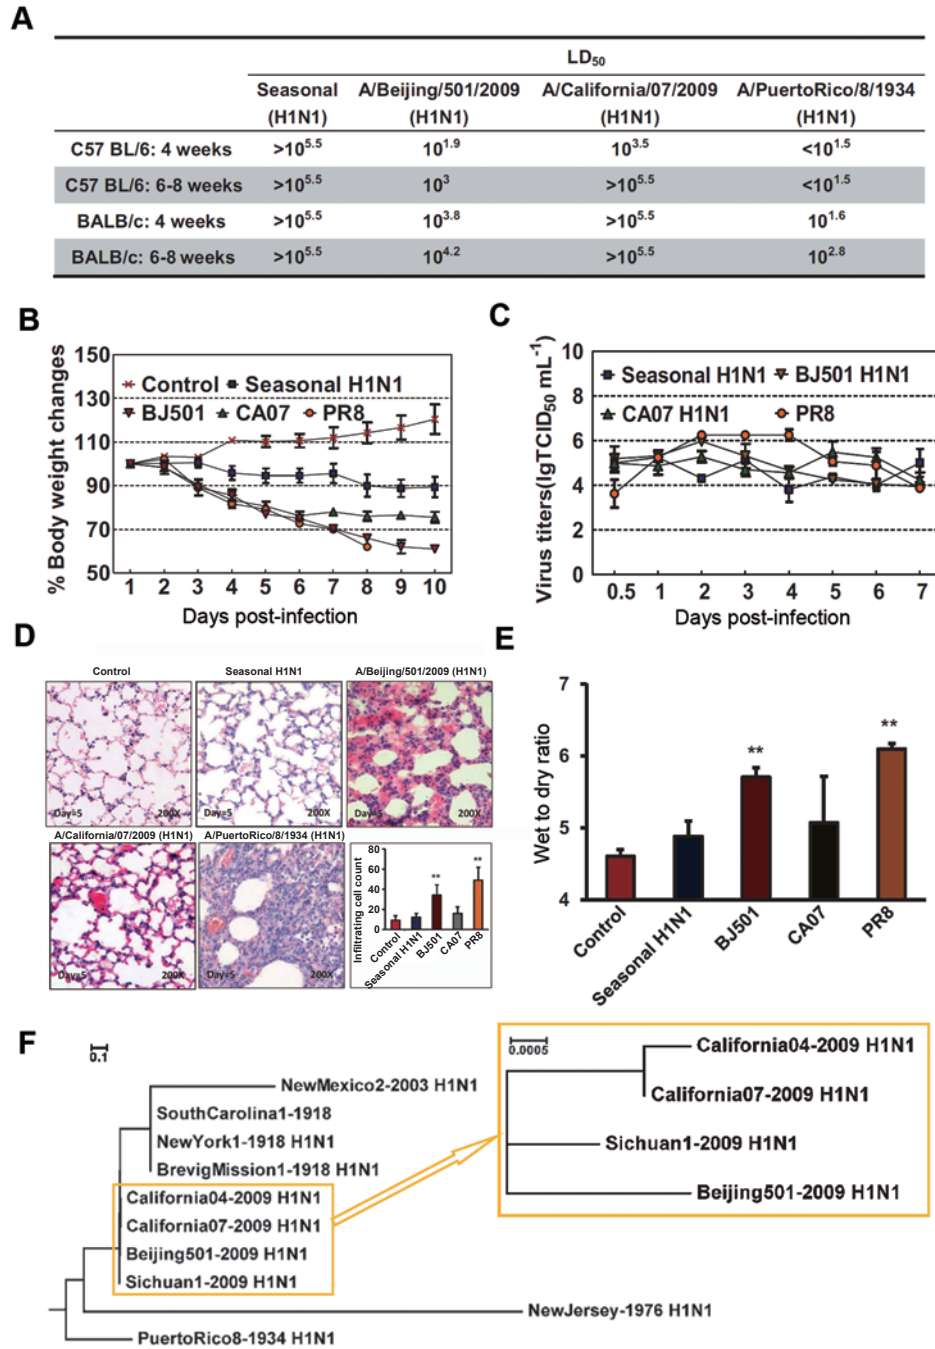 A
LD50
Seasonal A/Beijing/501/2009 A/California/07/2009 A/PuertoRico/8/1934
(H1N1) (H1N1) (H1N1) (H1N1)
C57 BL/6: 4 weeks >10^5.5 10^1.9 10^3.5 <10^1.5
C57 BL/6: 6-8 weeks >10^5.5 10^3 >10^5.5 <10^1.5
BALB/c: 4 weeks >10^5.5 10^3.8 >10^5.5 10^1.6
BALB/c: 6-8 weeks >10^5.5 10^4.2 >10^5.5 10^2.8
B
% Body weight changes
150
130
110
90
70
50
Control Seasonal H1N1
BJ501 CA07 PR8
1 2 3 4 5 6 7 8 9 10
Days post-infection
C
Virus titers(lgTCID50 mL-1)
10
8
6
4
2
0
Seasonal H1N1 BJ501 H1N1
CA07 H1N1 PR8
0.5 1 2 3 4 5 6 7
Days post-infection
D
Control Seasonal H1N1 A/Beijing/501/2009 (H1N1)
Day=5 200X Day=5 200X Day=5 200X
A/California/07/2009 (H1N1) A/PuertoRico/8/1934 (H1N1)
Day=5 200X Day=5 200X
Infiltrating cell count
80
60
40
20
0
** **
Control Seasonal H1N1 BJ501 CA07 PR8
E
Wet to dry ratio
7
6
5
4
** **
Control Seasonal H1N1 BJ501 CA07 PR8
F
0.1
NewMexico2-2003 H1N1
SouthCarolina1-1918
NewYork1-1918 H1N1
BrevigMission1-1918 H1N1
California04-2009 H1N1
California07-2009 H1N1
Beijing501-2009 H1N1
Sichuan1-2009 H1N1
NewJersey-1976 H1N1
PuertoRico8-1934 H1N1
0.0005
California04-2009 H1N1
California07-2009 H1N1
Sichuan1-2009 H1N1
Beijing501-2009 H1N1